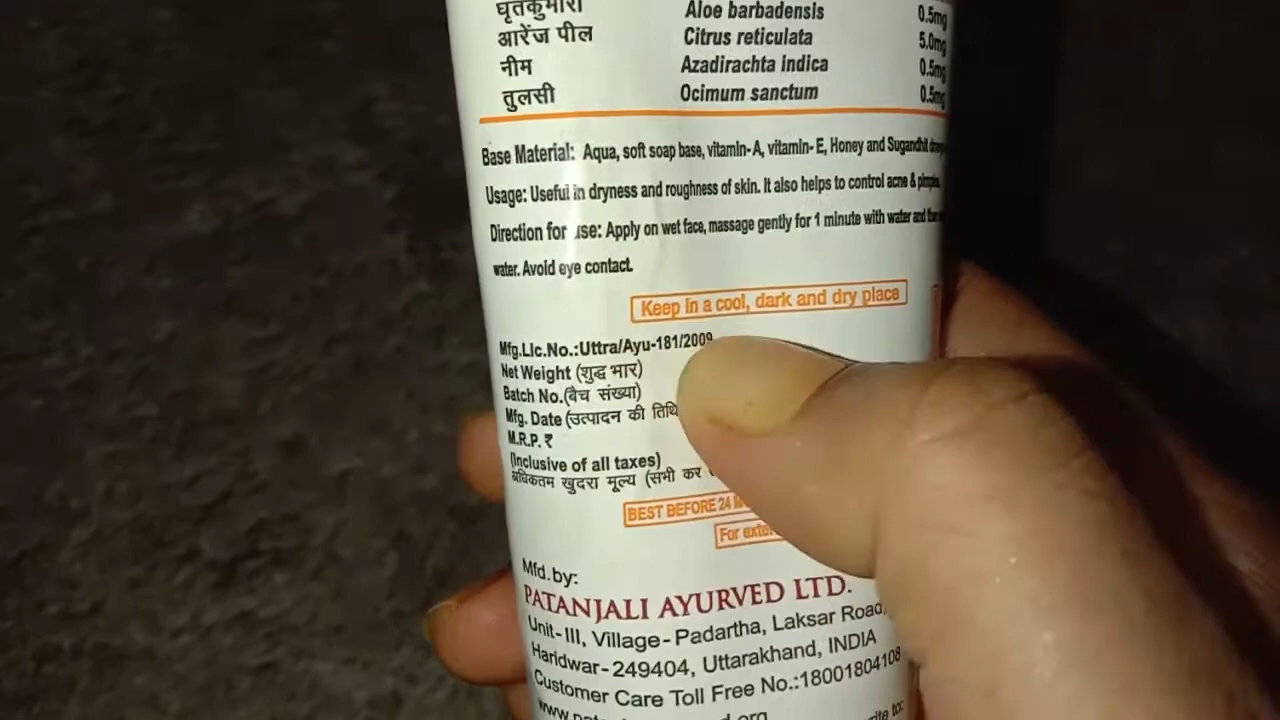 घृतकुमारी Aloe barbadensis 0.5mg
आरेंज पील Citrus reticulata 5.0mg
नीम Azadirachta indica 0.5mg
तुलसी Ocimum sanctum 0.5mg
Base Material: Aqua, soft soap base, vitamin-A, vitamin-E, Honey and Sugandhit
Usage: Useful in dryness and roughness of skin. It also helps to control acne & pimples
Direction for use: Apply on wet face, massage gently for 1 minute with water and
water. Avoid eye contact.
Keep in a cool, dark and dry place
Mfg.Lic.No.:Uttra/Ayu-181/2009
Net Weight (शुद्ध भार)
Batch No.(बैच संख्या)
Mfg. Date (उत्पादन की तिथि
M.R.P. ₹
(Inclusive of all taxes)
अधिकतम खुदरा मूल्य (सभी कर
BEST BEFORE 24
For
Mfd.by:
PATANJALI AYURVED LTD.
Unit-III, Village-Padartha, Laksar Road,
Haridwar-249404, Uttarakhand, INDIA
Customer Care Toll Free No.:18001804108